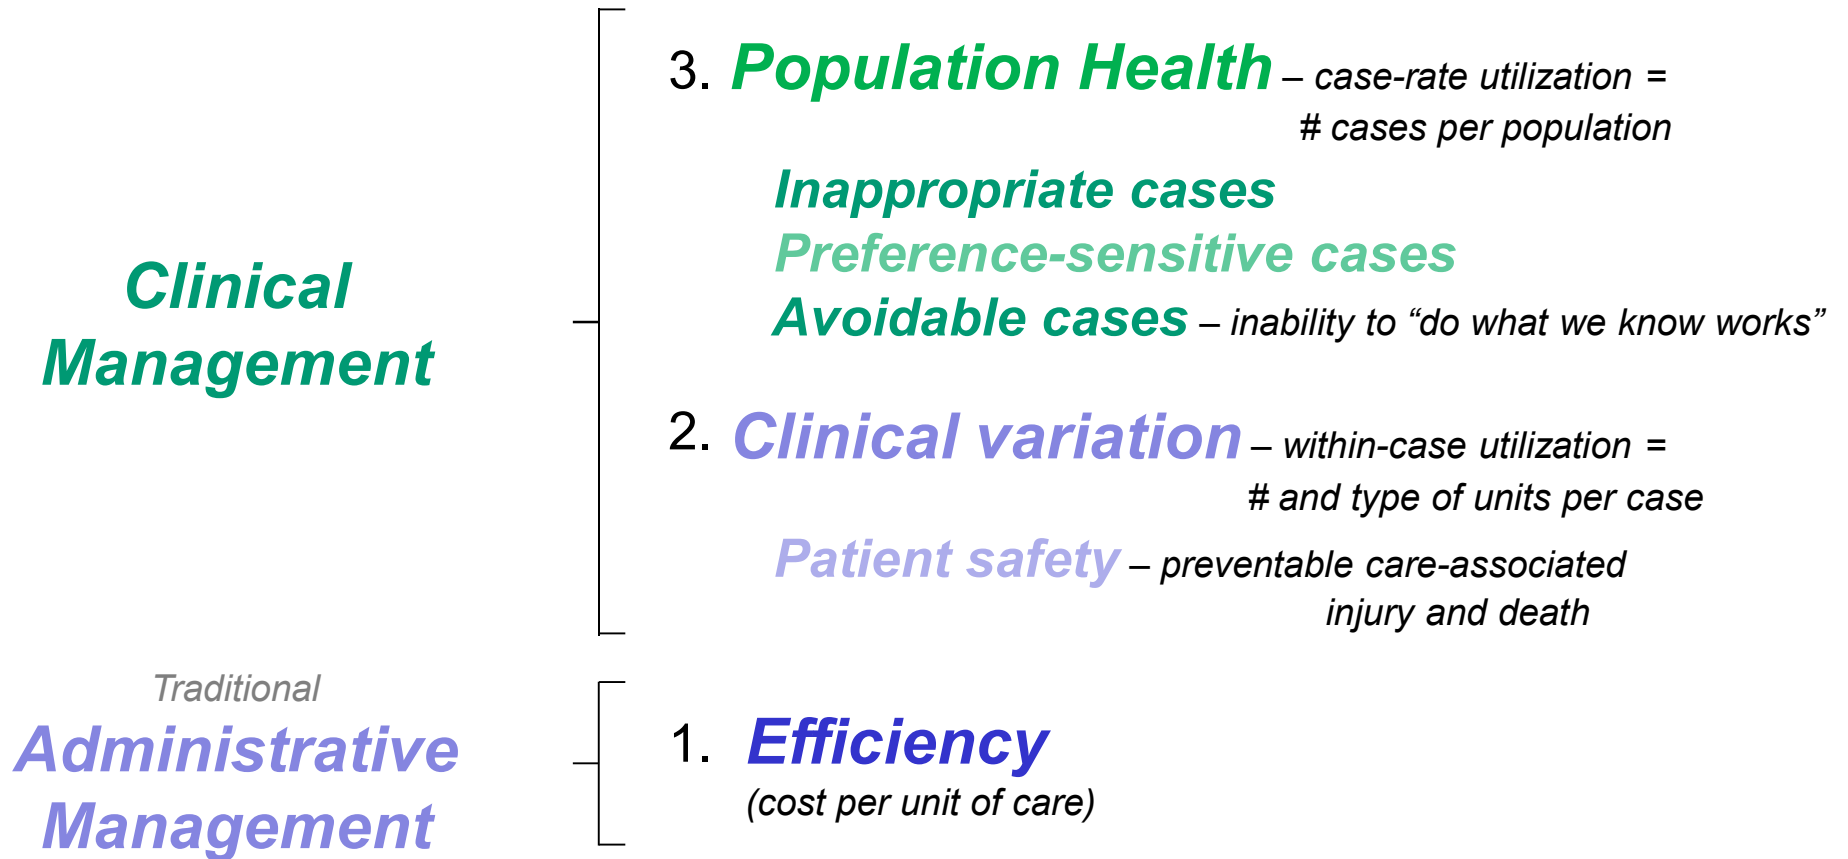 3. Population Health – case-rate utilization =
# cases per population
Inappropriate cases
Preference-sensitive cases
Avoidable cases – inability to “do what we know works”
Clinical
Management
2. Clinical variation – within-case utilization =
# and type of units per case
Patient safety – preventable care-associated
injury and death
Traditional
Administrative
Management
1. Efficiency
(cost per unit of care)